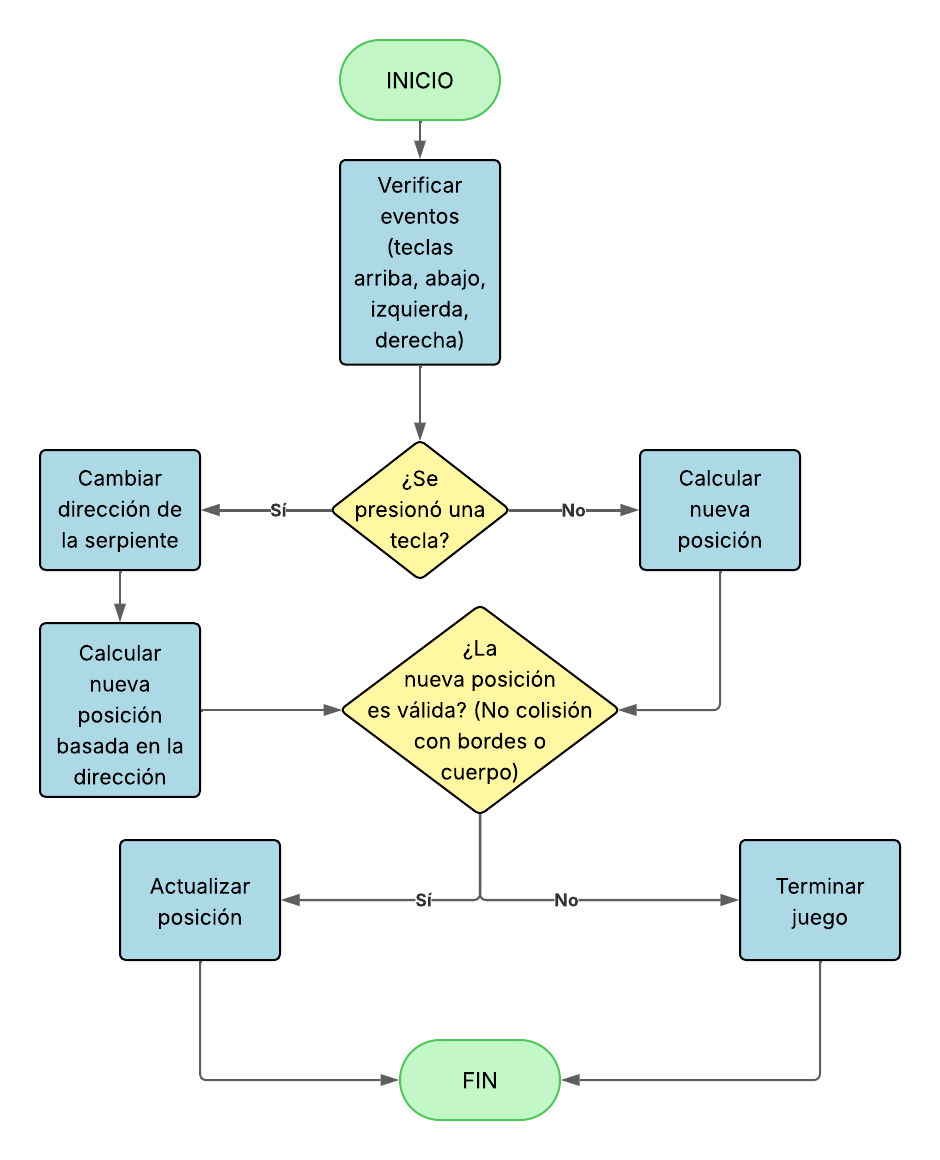 INICIO
Verificar
eventos
(teclas
arriba, abajo,
izquierda,
derecha)
¿Se
presionó una
tecla?
Sí
No
Cambiar
dirección de
la serpiente
Calcular
nueva
posición
Calcular
nueva
posición
basada en la
dirección
¿La
nueva posición
es válida? (No colisión
con bordes o
cuerpo)
Sí
No
Actualizar
posición
Terminar
juego
FIN